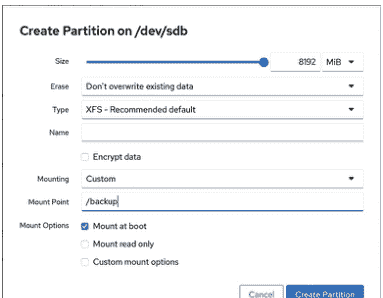 Create Partition on /dev/sdb
Size 8192 MiB
Erase Don't overwrite existing data
Type XFS - Recommended default
Name
Encrypt data
Mounting Custom
Mount Point /backup
Mount Options Mount at boot
Mount read only
Custom mount options
Cancel Create Partition